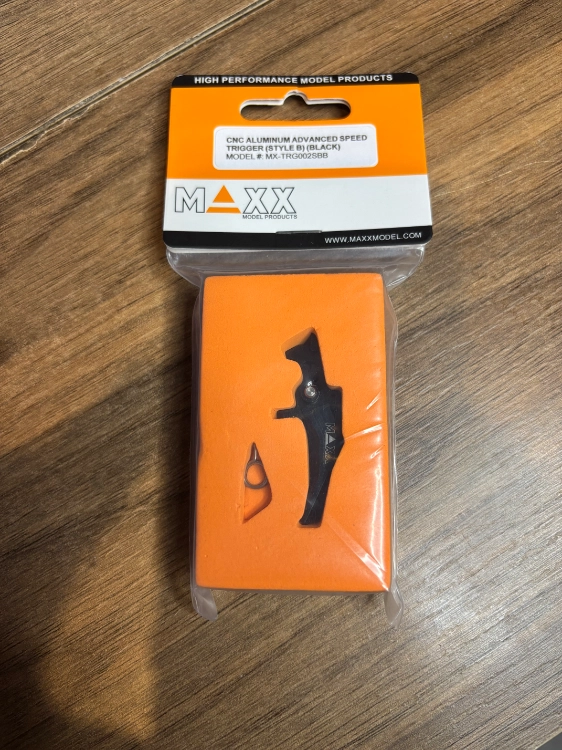 HIGH PERFORMANCE MODEL PRODUCTS
CNC ALUMINUM ADVANCED SPEED
TRIGGER (STYLE B) (BLACK)
MODEL #: MX-TRG002SBB
MAXX
MODEL PRODUCTS
WWW.MAXXMODEL.COM
MAXX